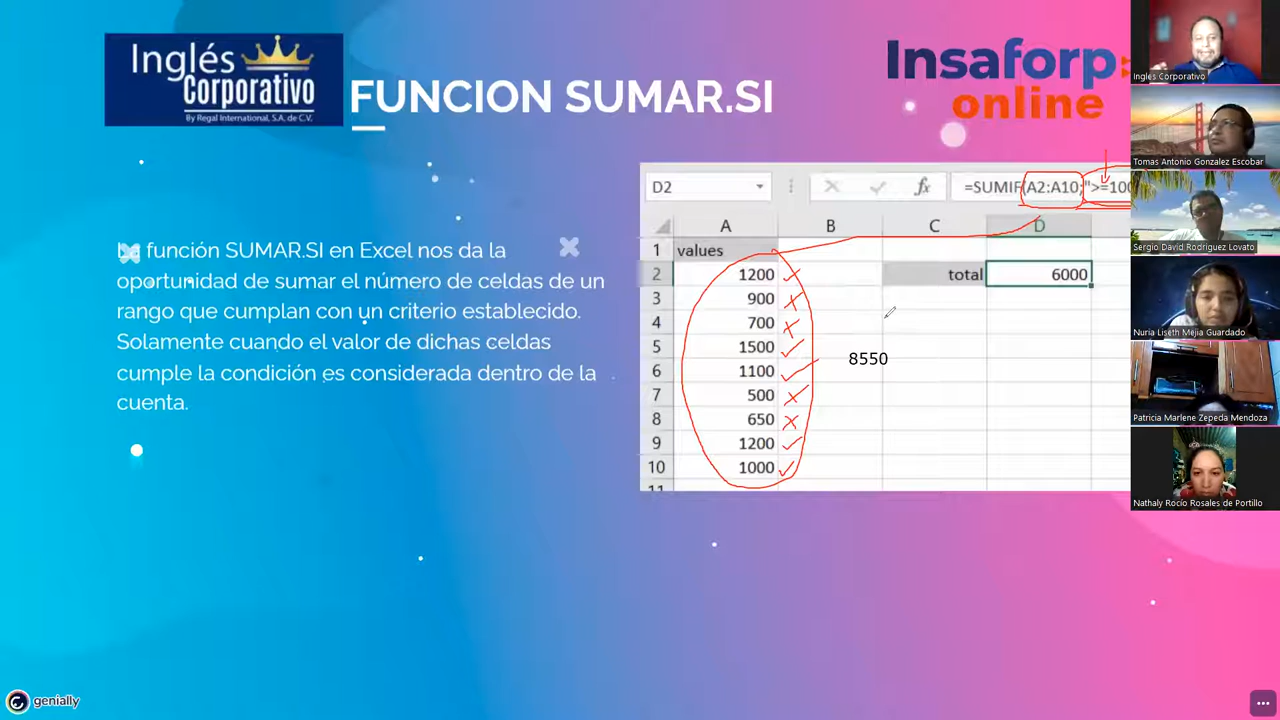 Inglés
Corporativo
By Regal International, S.A. de C.V.
FUNCION SUMAR.SI
Insaforp
online
La función SUMAR.SI en Excel nos da la
oportunidad de sumar el número de celdas de un
rango que cumplan con un criterio establecido.
Solamente cuando el valor de dichas celdas
cumple la condición es considerada dentro de la
cuenta.
D2 fx =SUMIF(A2:A10;">=100
A B C D
1 values
2 1200 total 6000
3 900
4 700
5 1500
6 1100
8550
7 500
8 650
9 1200
10 1000
11
Ingles Corporativo
Tomas Antonio Gonzalez Escobar
Sergio David Rodriguez Lovato
Nuria Liseth Mejia Guardado
Patricia Marlene Zepeda Mendoza
Nathaly Rocío Rosales de Portillo
genially